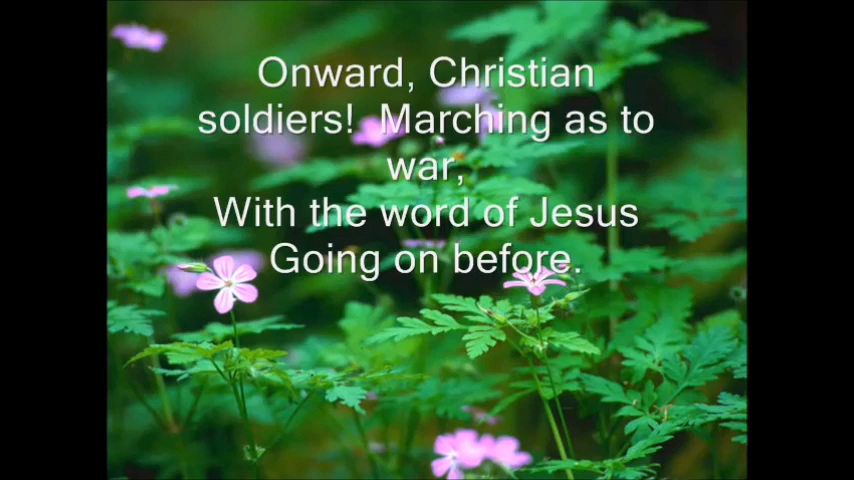 Onward, Christian
soldiers!  Marching as to
war,
With the word of Jesus
Going on before.